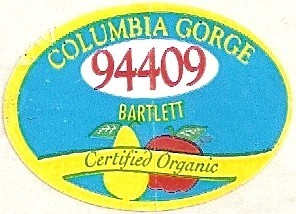 COLUMBIA GORGE
94409
BARTLETT
Certified Organic